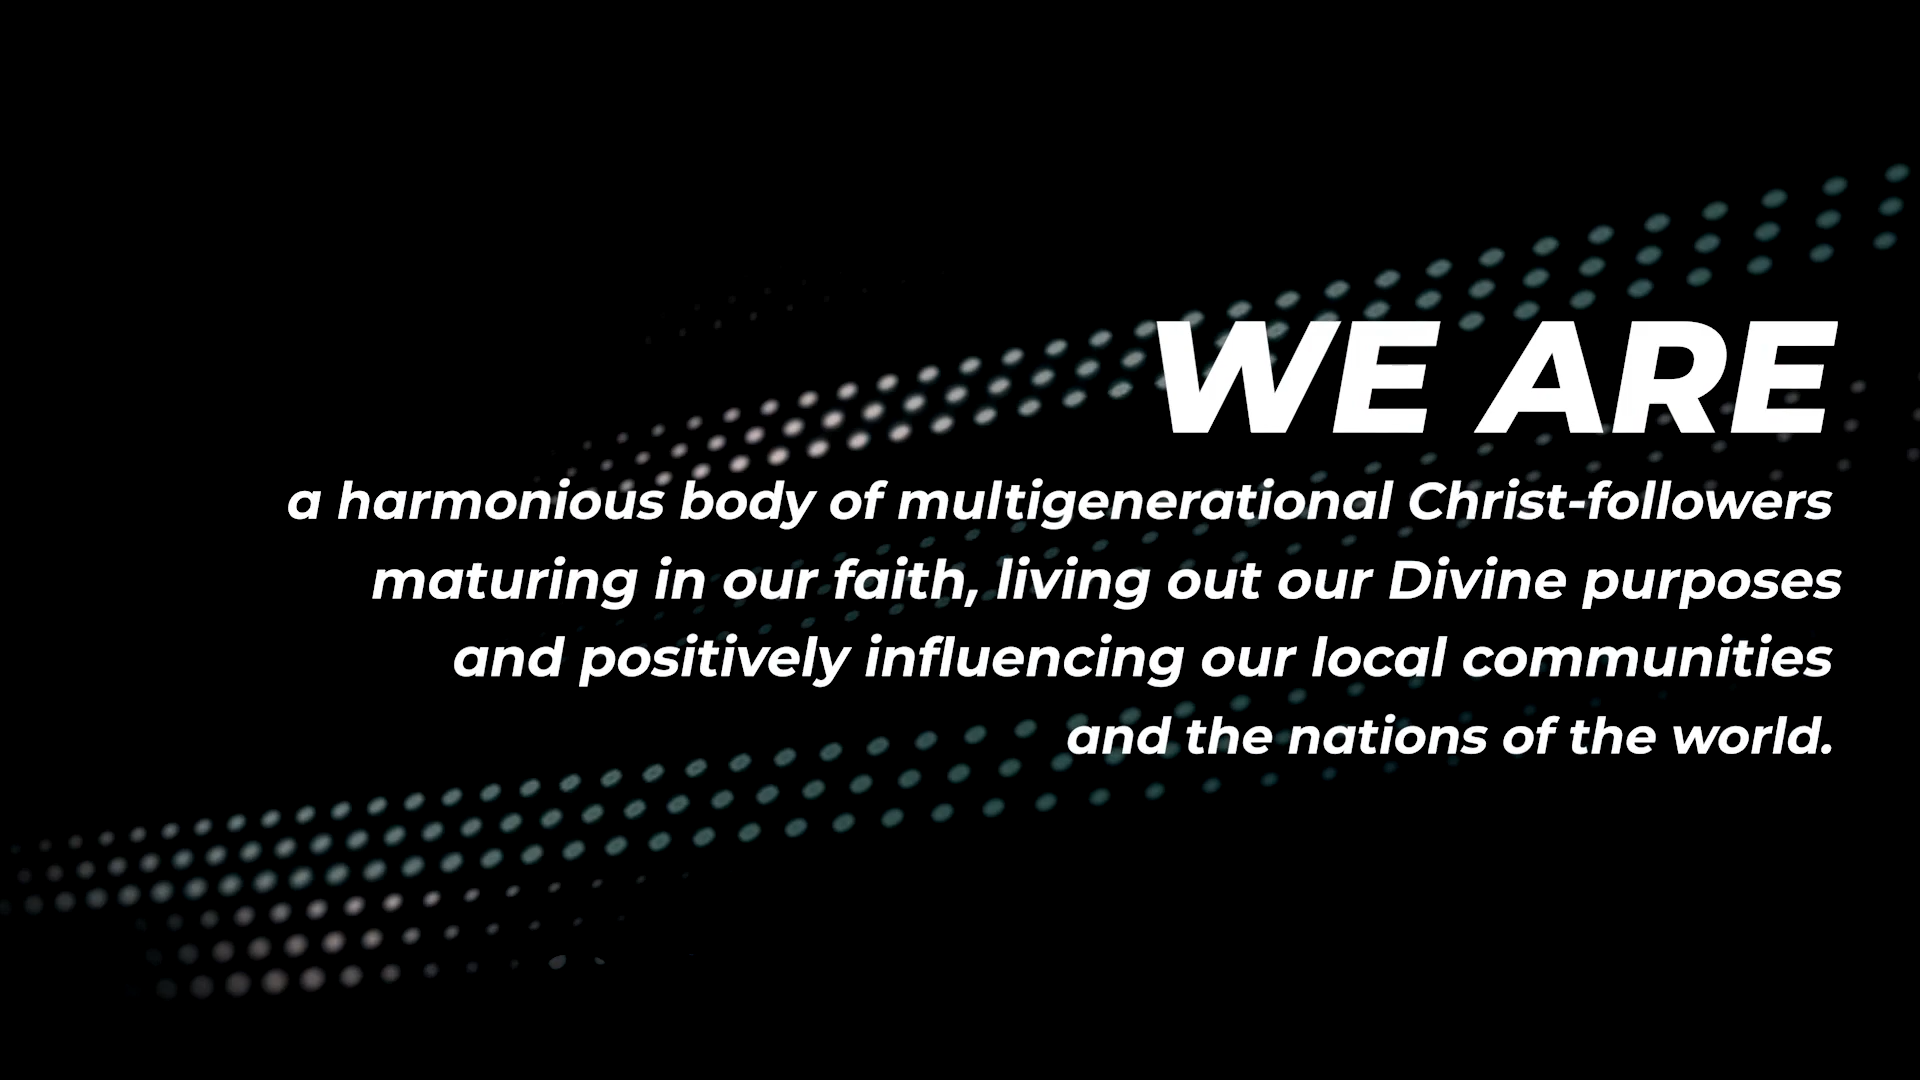 WE ARE
a harmonious body of multigenerational Christ-followers
maturing in our faith, living out our Divine purposes
and positively influencing our local communities
and the nations of the world.